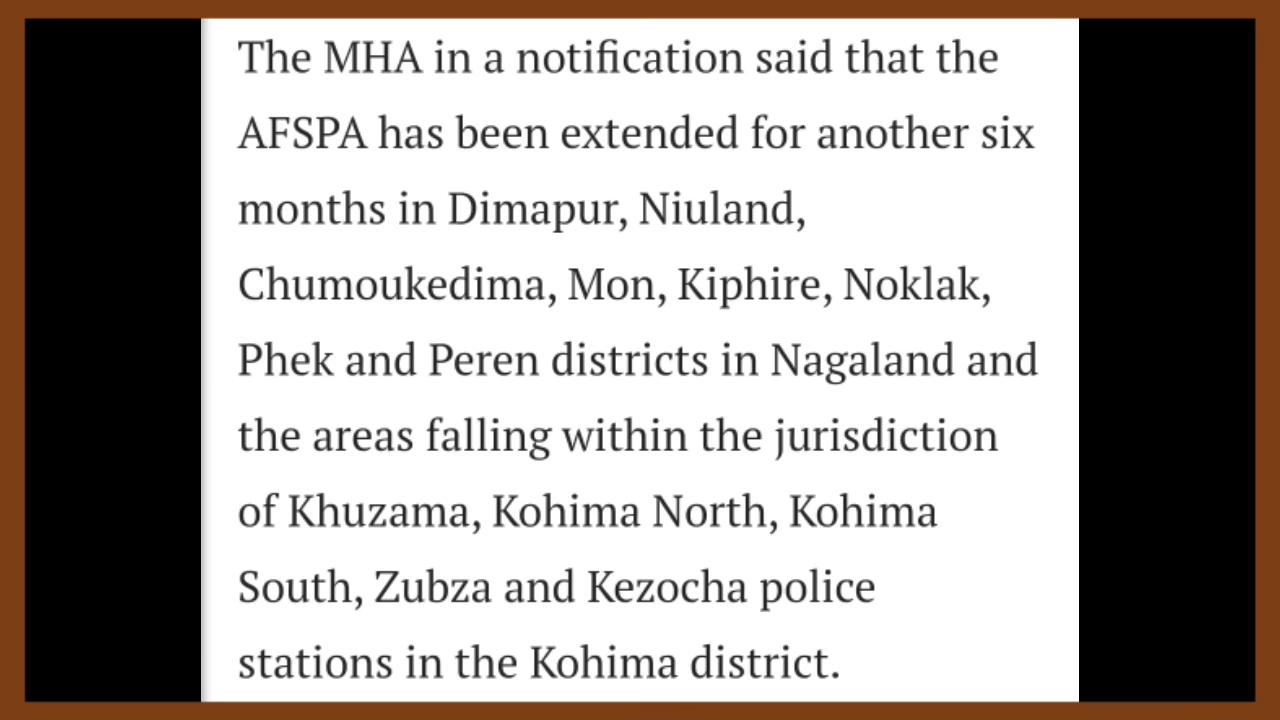 The MHA in a notification said that the
AFSPA has been extended for another six
months in Dimapur, Niuland,
Chumoukedima, Mon, Kiphire, Noklak,
Phek and Peren districts in Nagaland and
the areas falling within the jurisdiction
of Khuzama, Kohima North, Kohima
South, Zubza and Kezocha police
stations in the Kohima district.